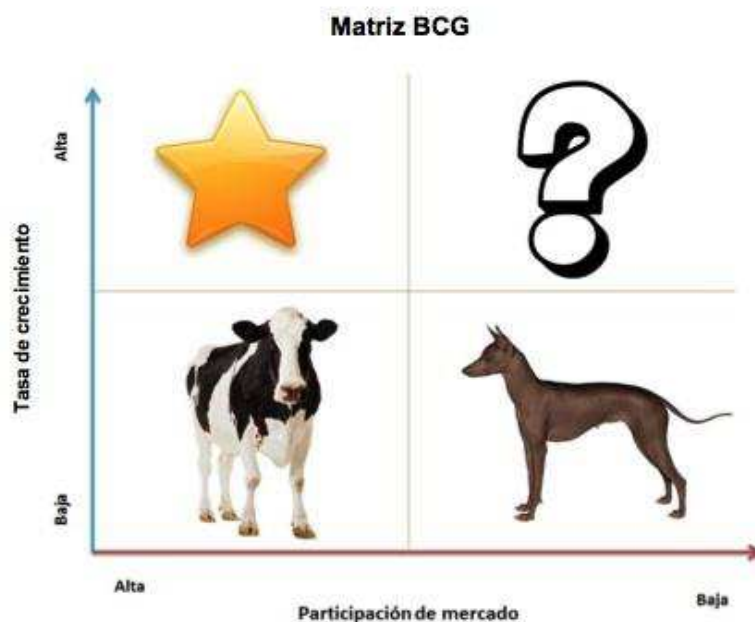 Matriz BCG
Alta
Tasa de crecimiento
Baja
Alta
Baja
Participación de mercado